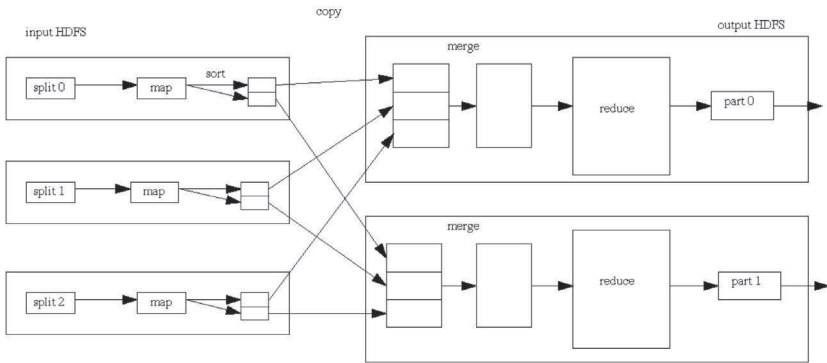 copy
input HDFS
output HDFS
merge
sort
split 0
map
reduce
part 0
split 1
map
merge
split 2
map
reduce
part 1